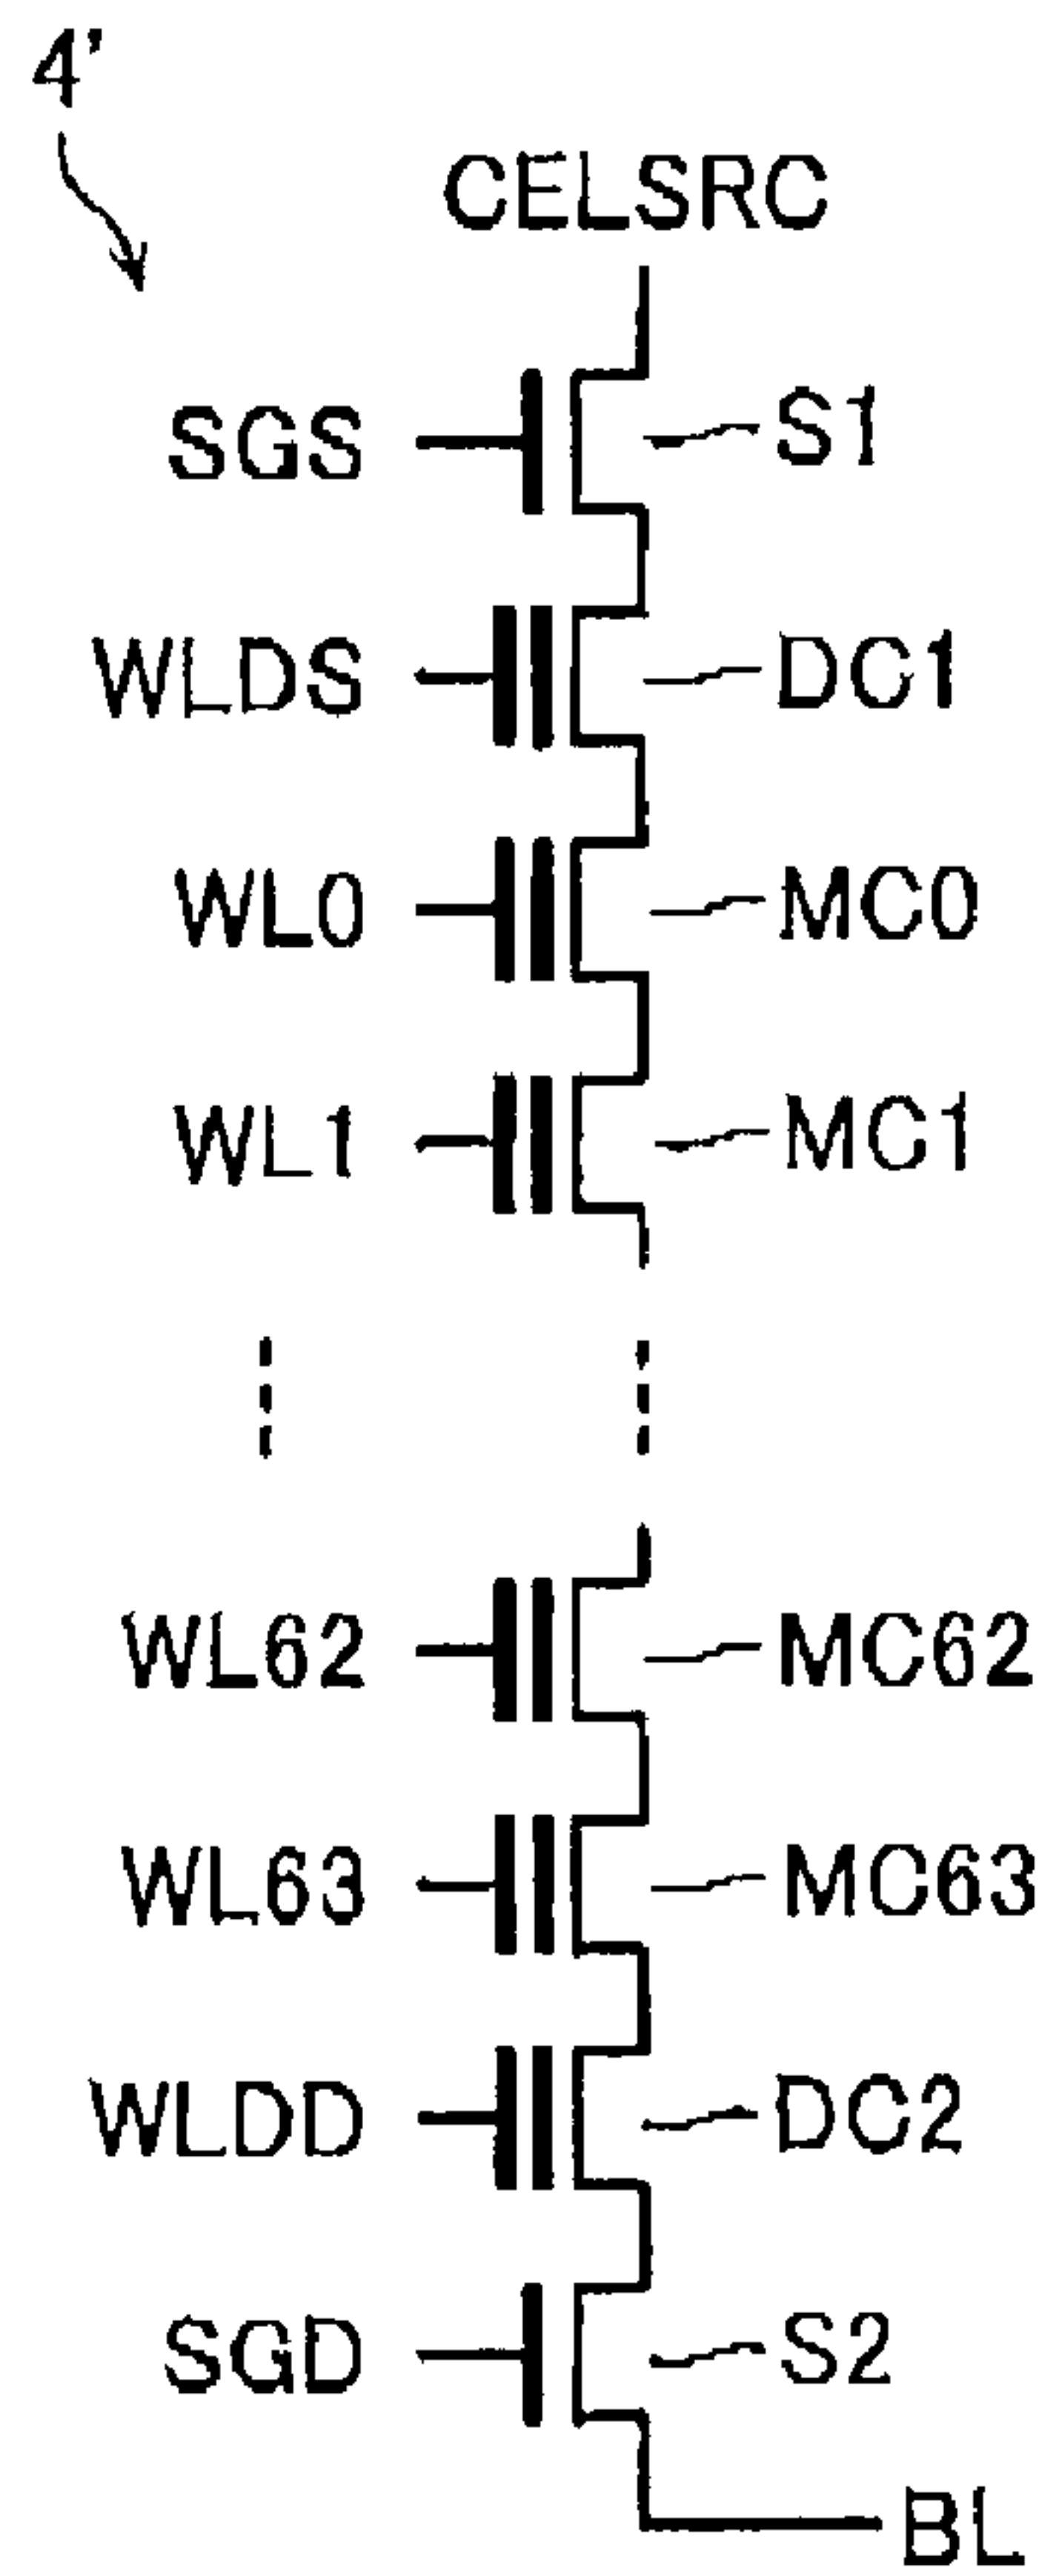 4'
CELSRC
SGS S1
WLDS DC1
WL0 MC0
WL1 MC1
WL62 MC62
WL63 MC63
WLDD DC2
SGD S2
BL